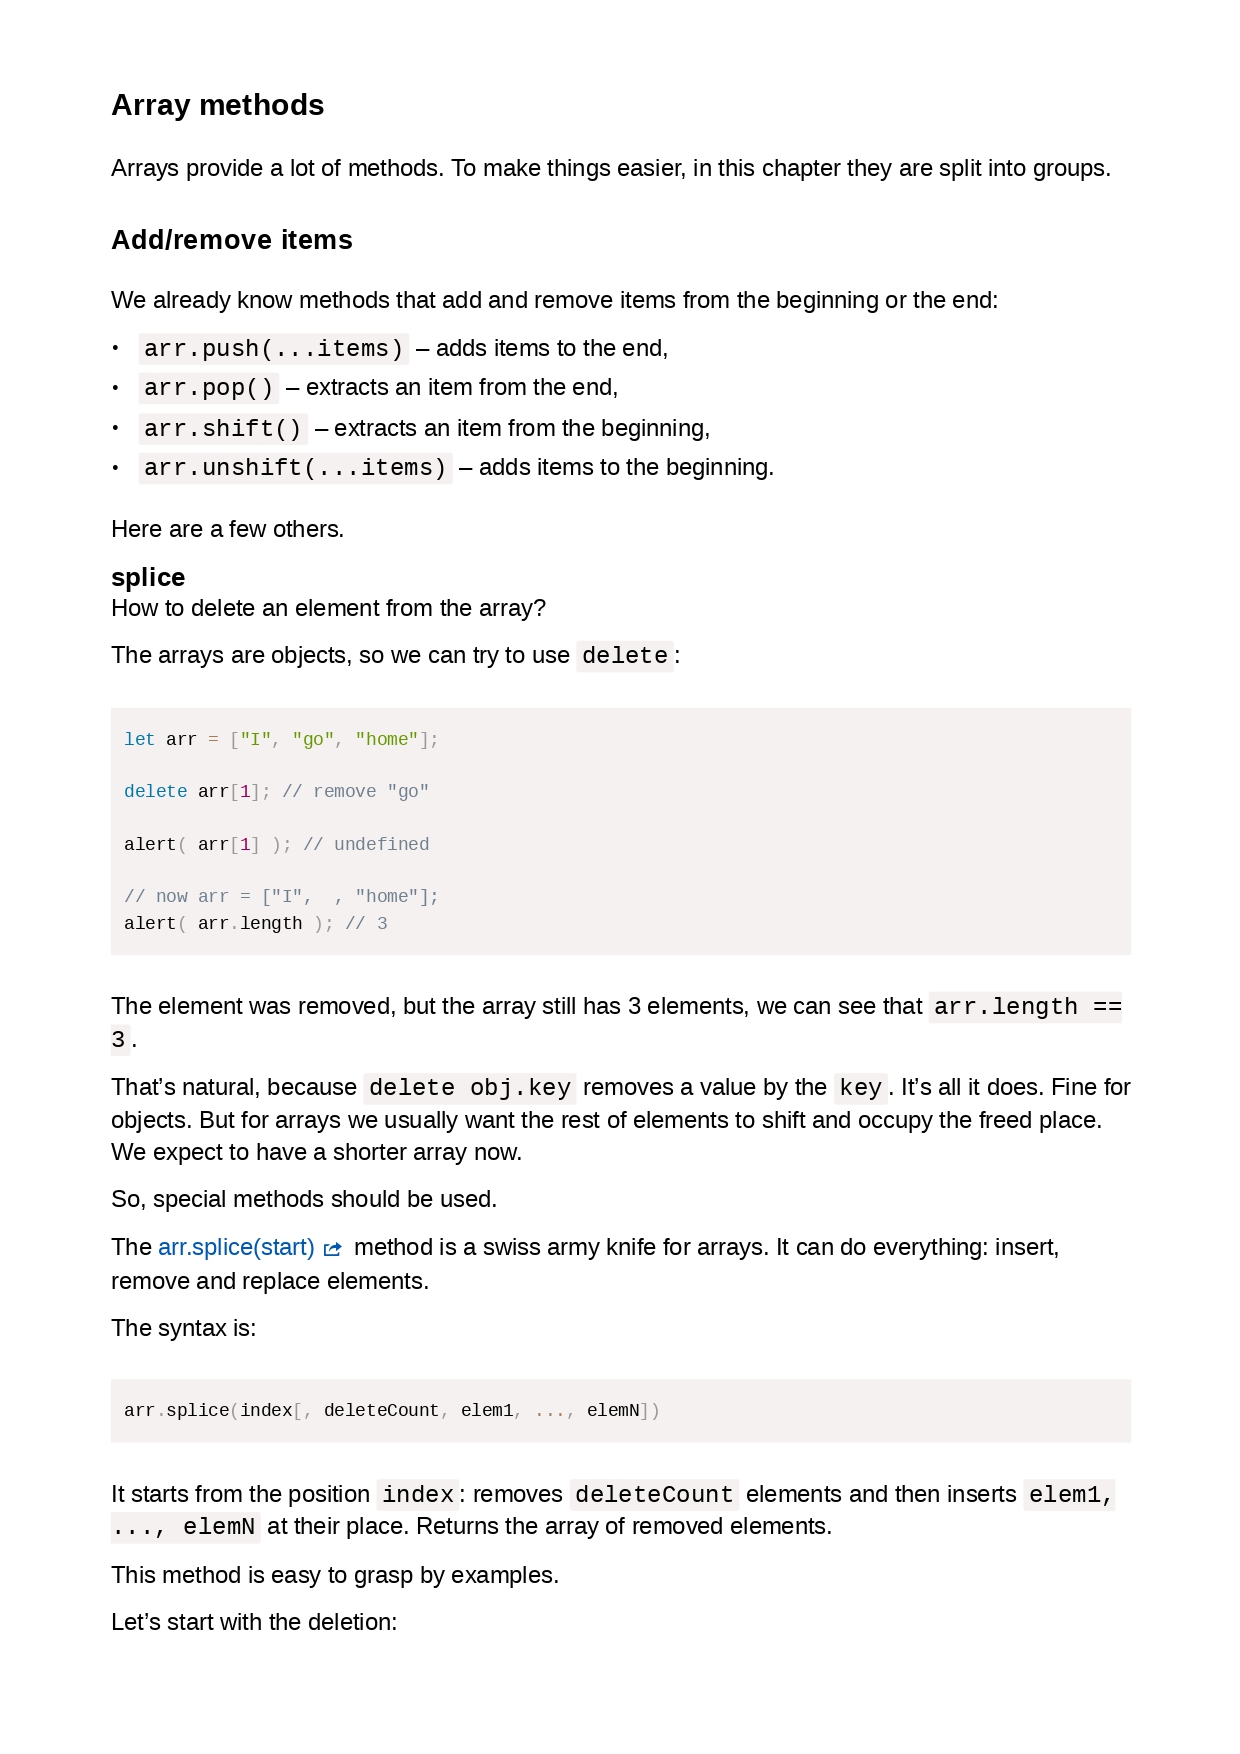 Array methods
Arrays provide a lot of methods. To make things easier, in this chapter they are split into groups.
Add/remove items
We already know methods that add and remove items from the beginning or the end:
• arr.push(...items) – adds items to the end,
• arr.pop() – extracts an item from the end,
• arr.shift() – extracts an item from the beginning,
• arr.unshift(...items) – adds items to the beginning.
Here are a few others.
splice
How to delete an element from the array?
The arrays are objects, so we can try to use delete:
let arr = ["I", "go", "home"];
delete arr[1]; // remove "go"
alert( arr[1] ); // undefined
// now arr = ["I",  , "home"];
alert( arr.length ); // 3
The element was removed, but the array still has 3 elements, we can see that arr.length ==
3.
That’s natural, because delete obj.key removes a value by the key. It’s all it does. Fine for
objects. But for arrays we usually want the rest of elements to shift and occupy the freed place.
We expect to have a shorter array now.
So, special methods should be used.
The arr.splice(start) method is a swiss army knife for arrays. It can do everything: insert,
remove and replace elements.
The syntax is:
arr.splice(index[, deleteCount, elem1, ..., elemN])
It starts from the position index: removes deleteCount elements and then inserts elem1,
..., elemN at their place. Returns the array of removed elements.
This method is easy to grasp by examples.
Let’s start with the deletion: